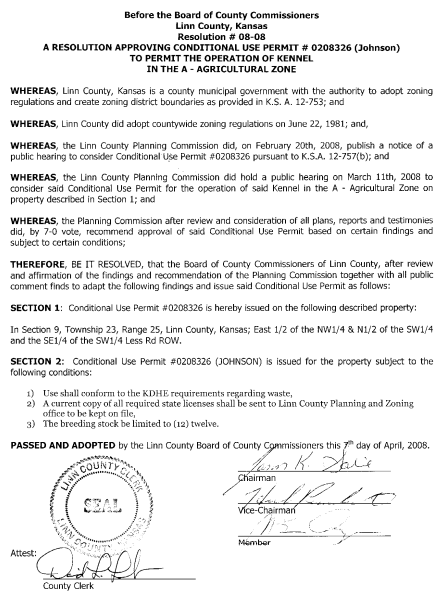 Before the Board of County Commissioners
Linn County, Kansas
Resolution # 08-08
A RESOLUTION APPROVING CONDITIONAL USE PERMIT # 0208326 (Johnson)
TO PERMIT THE OPERATION OF KENNEL
IN THE A - AGRICULTURAL ZONE
WHEREAS, Linn County, Kansas is a county municipal government with the authority to adopt zoning
regulations and create zoning district boundaries as provided in K.S. A. 12-753; and
WHEREAS, Linn County did adopt countywide zoning regulations on June 22, 1981; and,
WHEREAS, the Linn County Planning Commission did, on February 20th, 2008, publish a notice of a
public hearing to consider Conditional Use Permit #0208326 pursuant to K.S.A. 12-757(b); and
WHEREAS, the Linn County Planning Commission did hold a public hearing on March 11th, 2008 to
consider said Conditional Use Permit for the operation of said Kennel in the A - Agricultural Zone on
property described in Section 1; and
WHEREAS, the Planning Commission after review and consideration of all plans, reports and testimonies
did, by 7-0 vote, recommend approval of said Conditional Use Permit based on certain findings and
subject to certain conditions;
THEREFORE, BE IT RESOLVED, that the Board of County Commissioners of Linn County, after review
and affirmation of the findings and recommendation of the Planning Commission together with all public
comment finds to adapt the following findings and issue said Conditional Use Permit as follows:
SECTION 1: Conditional Use Permit #0208326 is hereby issued on the following described property:
In Section 9, Township 23, Range 25, Linn County, Kansas; East 1/2 of the NW1/4 & N1/2 of the SW1/4
and the SE1/4 of the SW1/4 Less Rd ROW.
SECTION 2: Conditional Use Permit #0208326 (JOHNSON) is issued for the property subject to the
following conditions:
1) Use shall conform to the KDHE requirements regarding waste,
2) A current copy of all required state licenses shall be sent to Linn County Planning and Zoning
office to be kept on file,
3) The breeding stock be limited to (12) twelve.
PASSED AND ADOPTED by the Linn County Board of County Commissioners this 7th day of April, 2008.
Chairman
Vice-Chairman
Member
LINN COUNTY CLERK
SEAL
LINN COUNTY KANSAS
Attest:
County Clerk